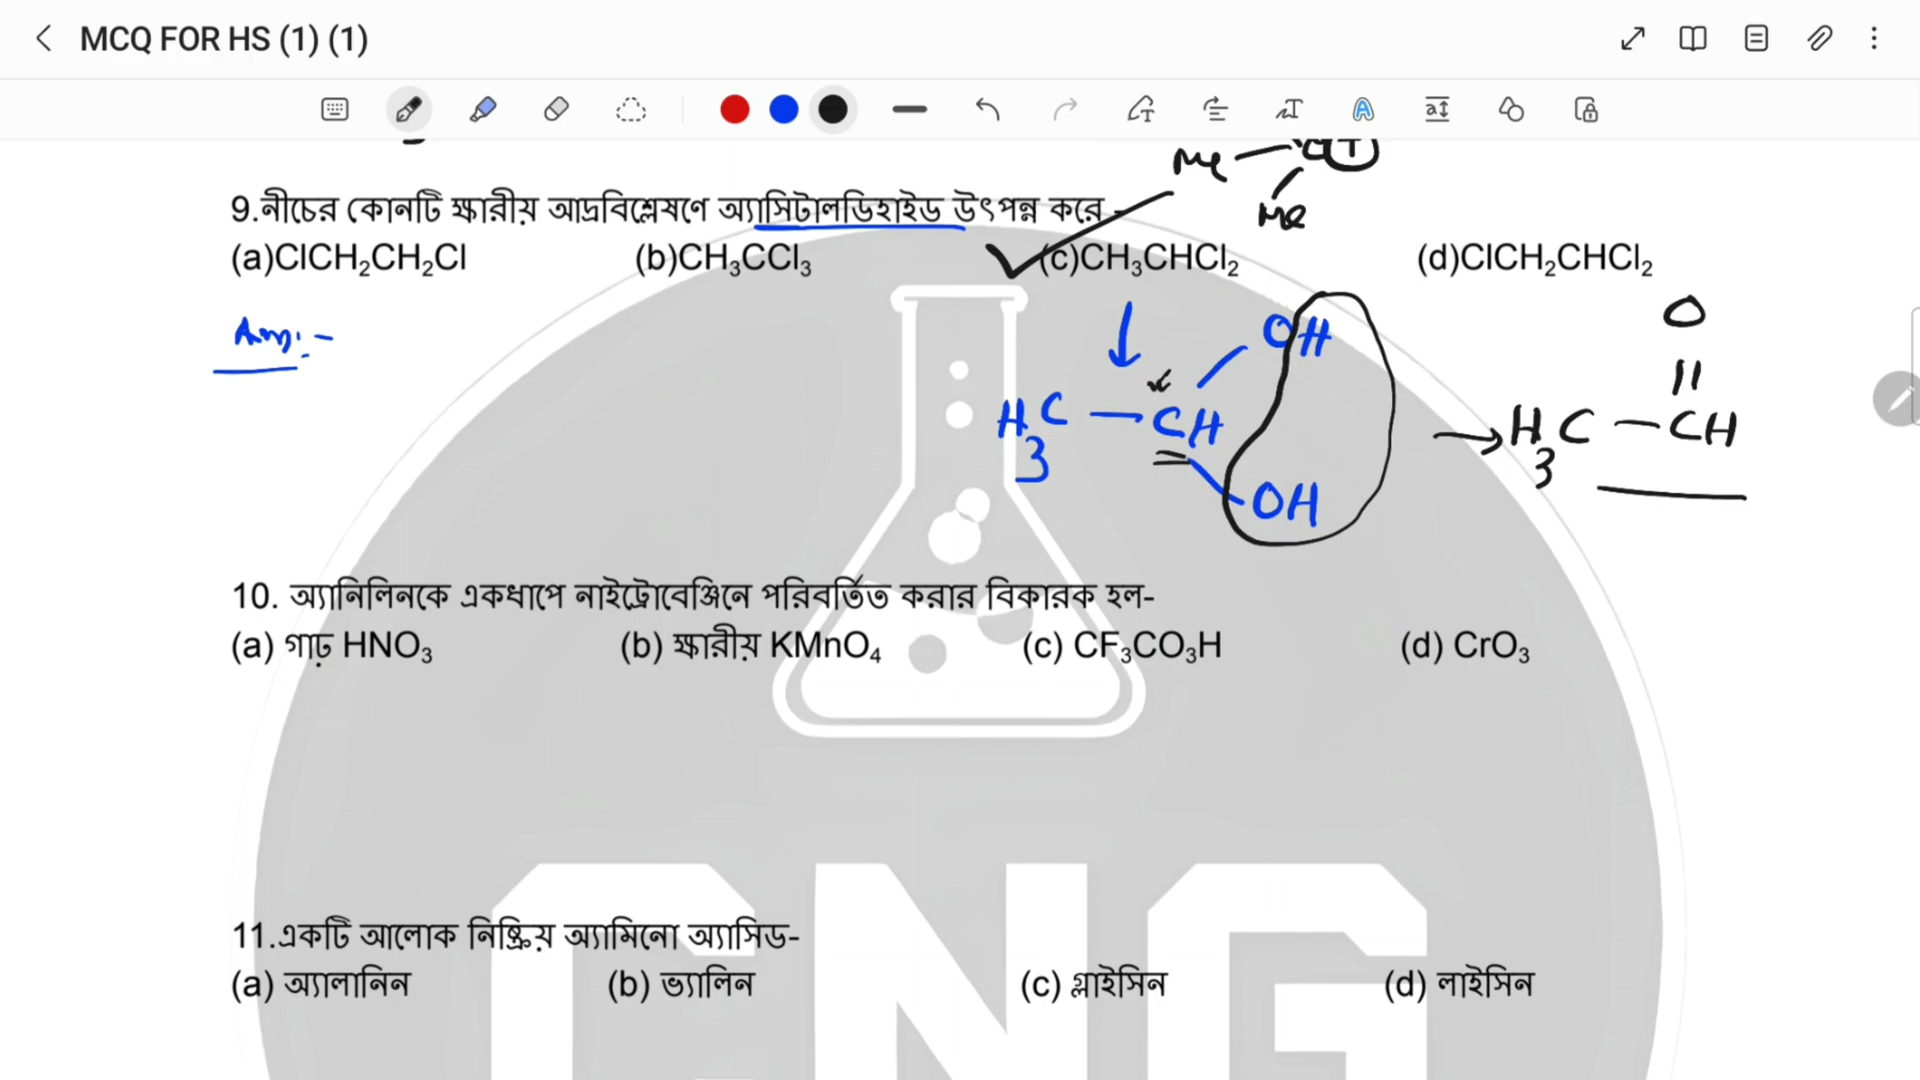 MCQ FOR HS (1) (1)
Me
C+
Me
9.নীচের কোনটি ক্ষারীয় আদ্রবিশ্লেষণে অ্যাসিটালডিহাইড উৎপন্ন করে-
(a)ClCH₂CH₂Cl (b)CH₃CCl₃ (c)CH₃CHCl₂ (d)ClCH₂CHCl₂
Ans:-
OH
H₃C—CH
OH
O
||
→H₃C—CH
10. অ্যানিলিনকে একধাপে নাইট্রোবেঞ্জিনে পরিবর্তিত করার বিকারক হল-
(a) গাঢ় HNO₃ (b) ক্ষারীয় KMnO₄ (c) CF₃CO₃H (d) CrO₃
11.একটি আলোক নিষ্ক্রিয় অ্যামিনো অ্যাসিড-
(a) অ্যালানিন (b) ভ্যালিন (c) গ্লাইসিন (d) লাইসিন
CNG